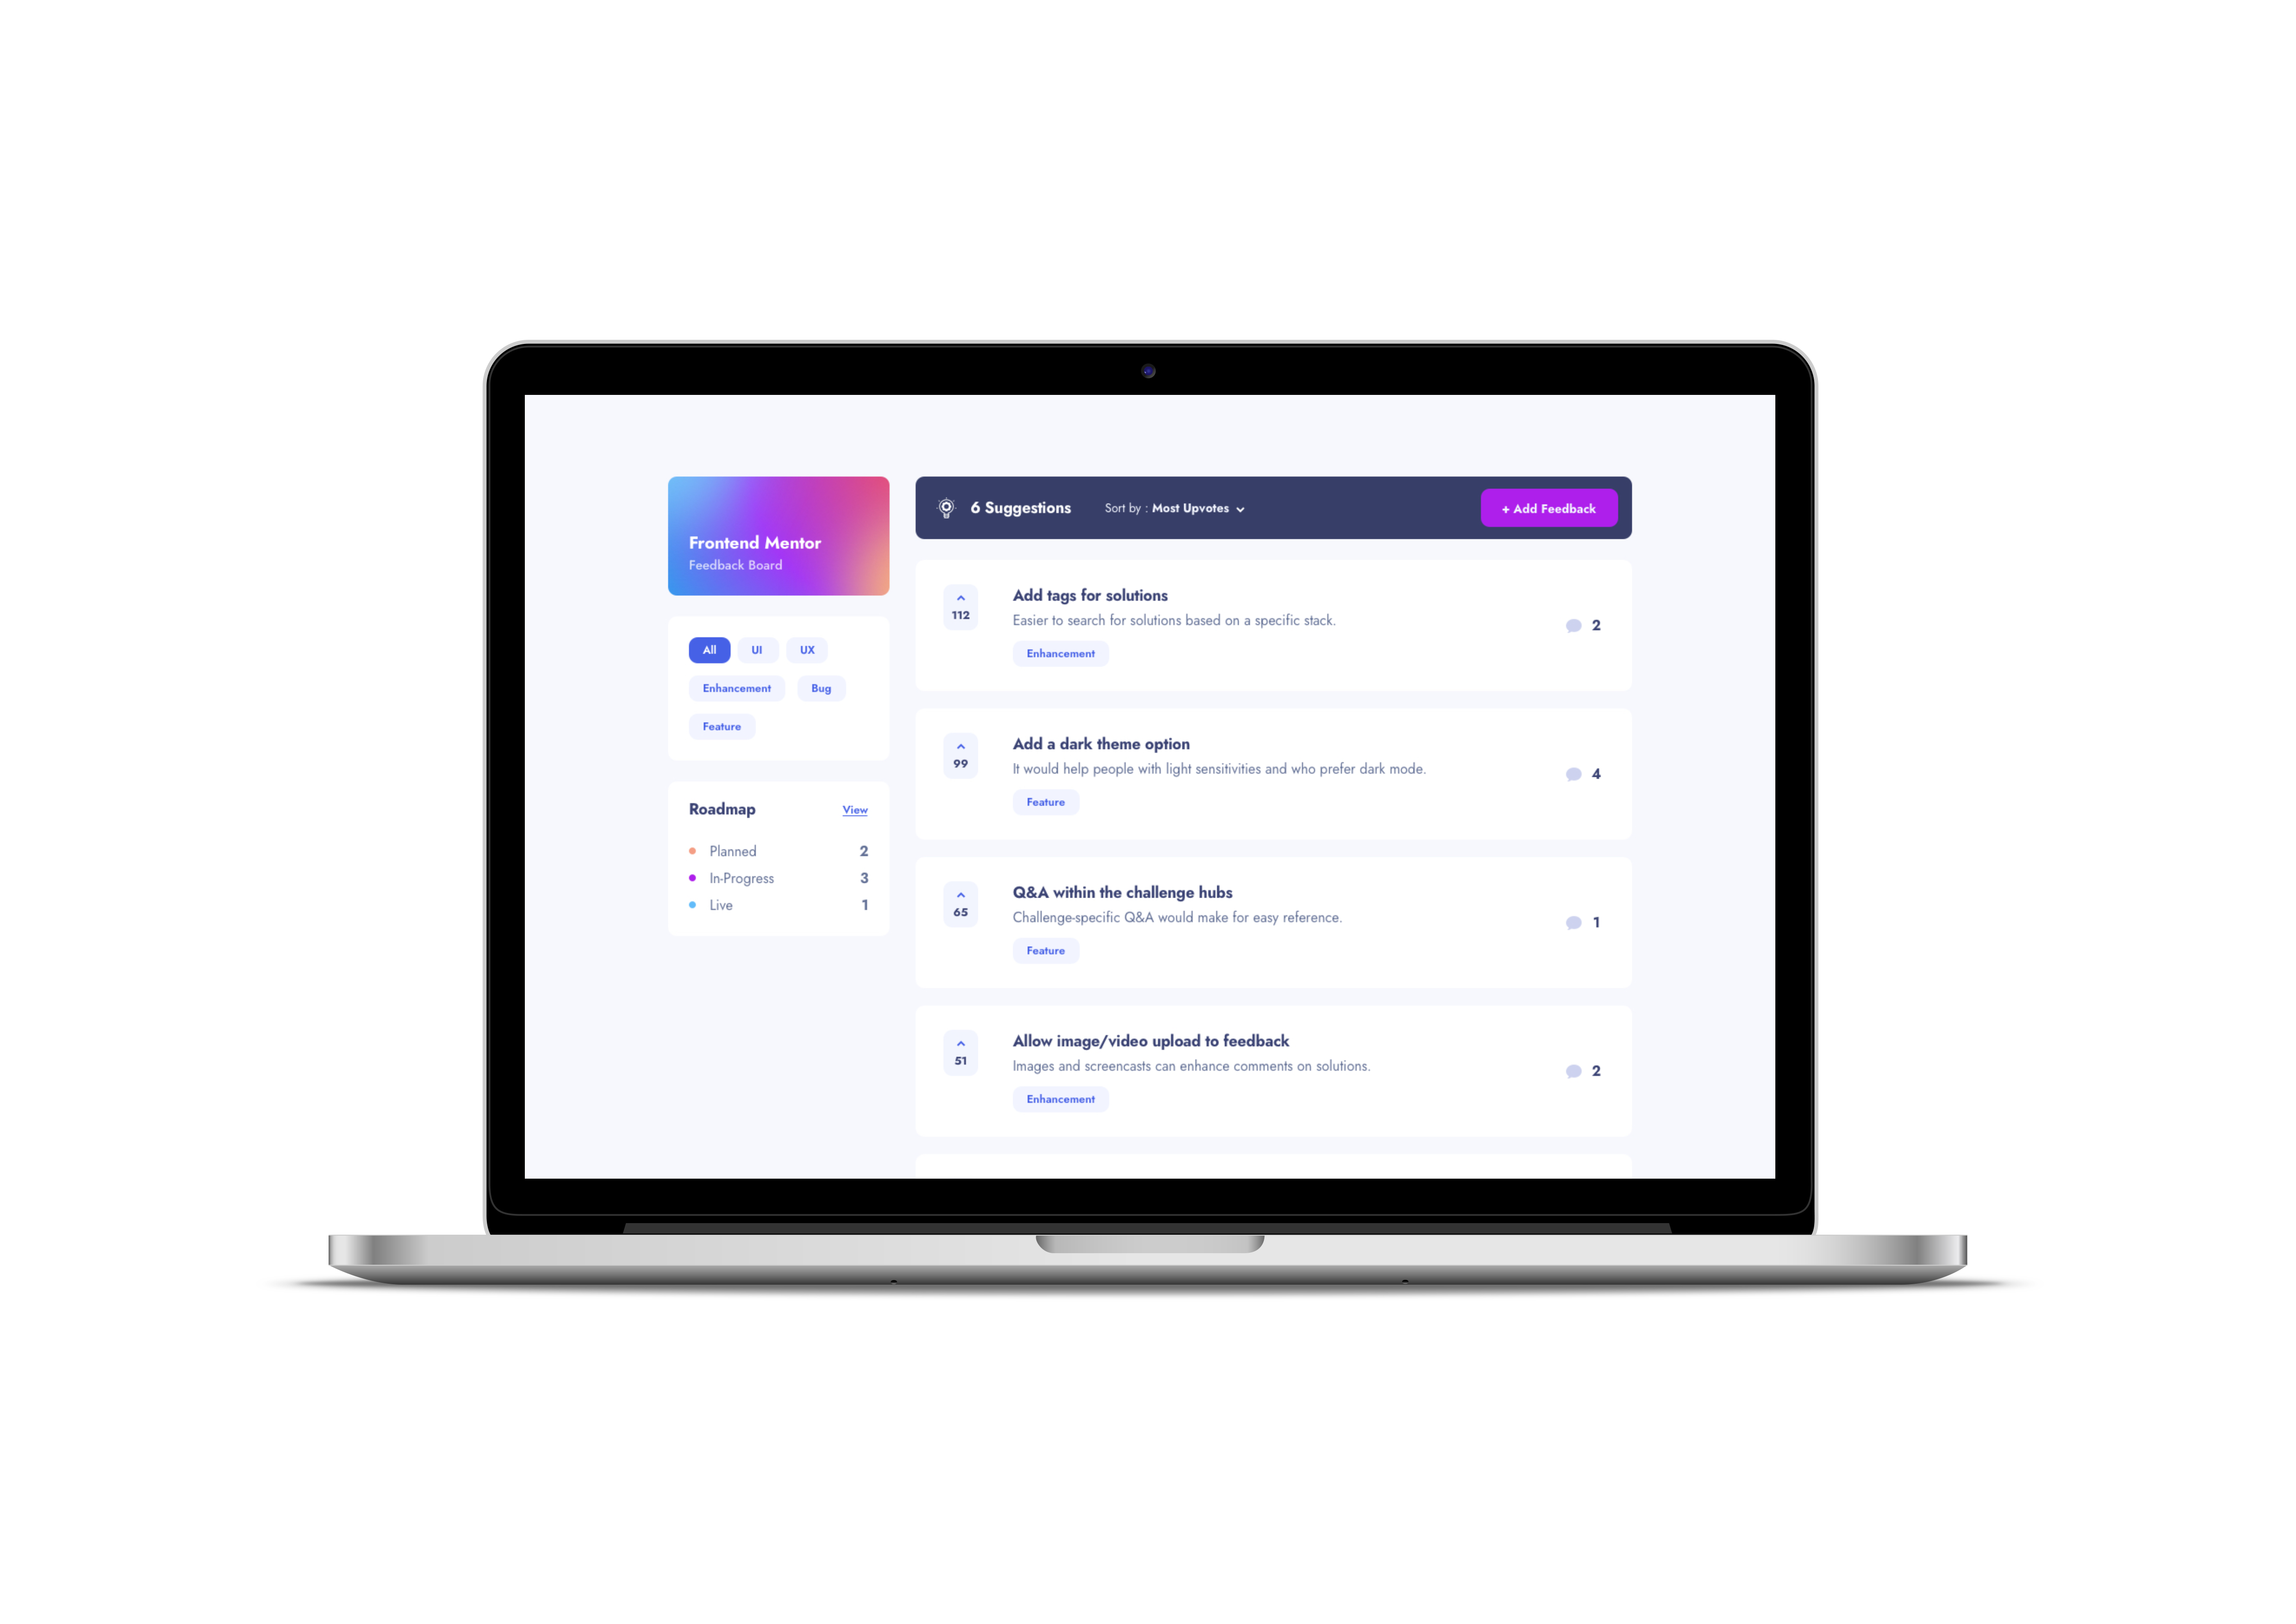 Frontend Mentor
Feedback Board
All UI UX
Enhancement Bug
Feature
Roadmap View
Planned 2
In-Progress 3
Live 1
6 Suggestions Sort by : Most Upvotes + Add Feedback
112
Add tags for solutions
Easier to search for solutions based on a specific stack.
Enhancement
2
99
Add a dark theme option
It would help people with light sensitivities and who prefer dark mode.
Feature
4
65
Q&A within the challenge hubs
Challenge-specific Q&A would make for easy reference.
Feature
1
51
Allow image/video upload to feedback
Images and screencasts can enhance comments on solutions.
Enhancement
2